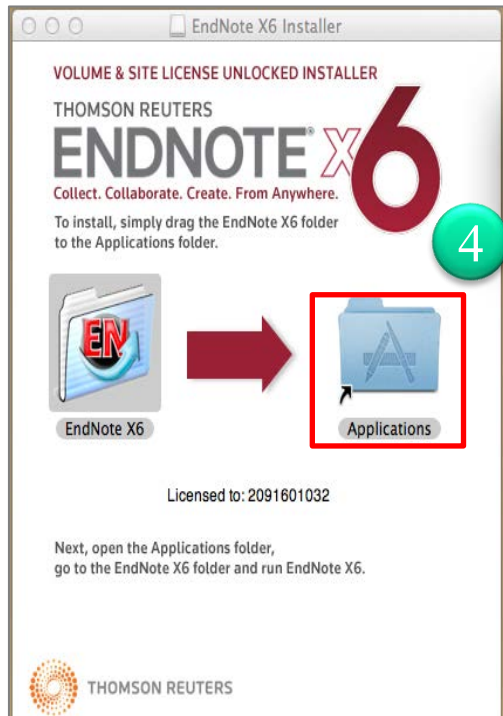 EndNote X6 Installer
VOLUME & SITE LICENSE UNLOCKED INSTALLER
THOMSON REUTERS
ENDNOTE® X6
Collect. Collaborate. Create. From Anywhere.
To install, simply drag the EndNote X6 folder
to the Applications folder.
4
EN
EndNote X6
Applications
Licensed to: 2091601032
Next, open the Applications folder,
go to the EndNote X6 folder and run EndNote X6.
THOMSON REUTERS